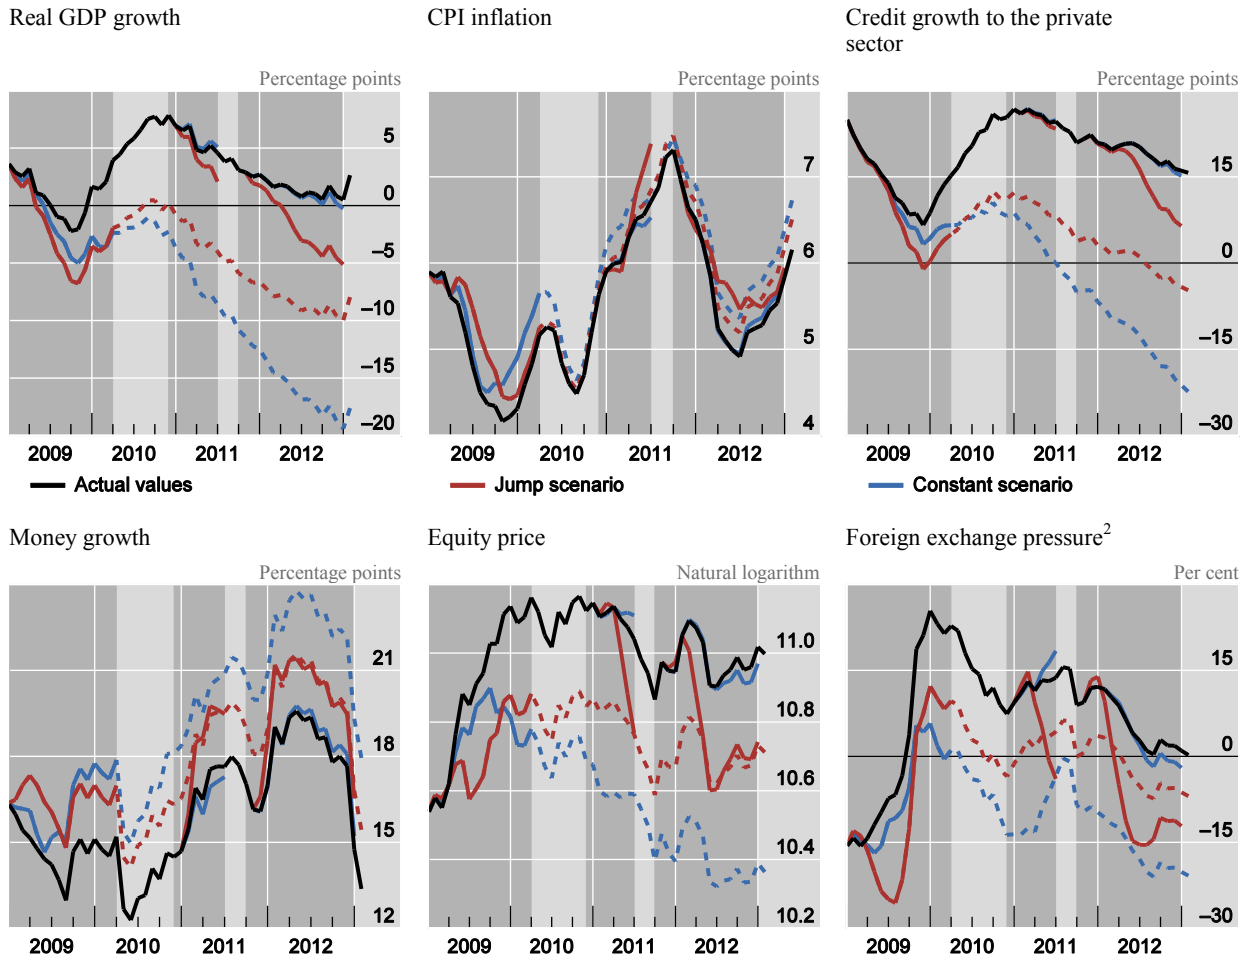 Real GDP growth
CPI inflation
Credit growth to the private
sector
Percentage points
Percentage points
Percentage points
5
0
–5
–10
–15
–20
2009 2010 2011 2012
7
6
5
4
2009 2010 2011 2012
15
0
–15
–30
2009 2010 2011 2012
Actual values
Jump scenario
Constant scenario
Money growth
Equity price
Foreign exchange pressure2
Percentage points
Natural logarithm
Per cent
21
18
15
12
2009 2010 2011 2012
11.0
10.8
10.6
10.4
10.2
2009 2010 2011 2012
15
0
–15
–30
2009 2010 2011 2012